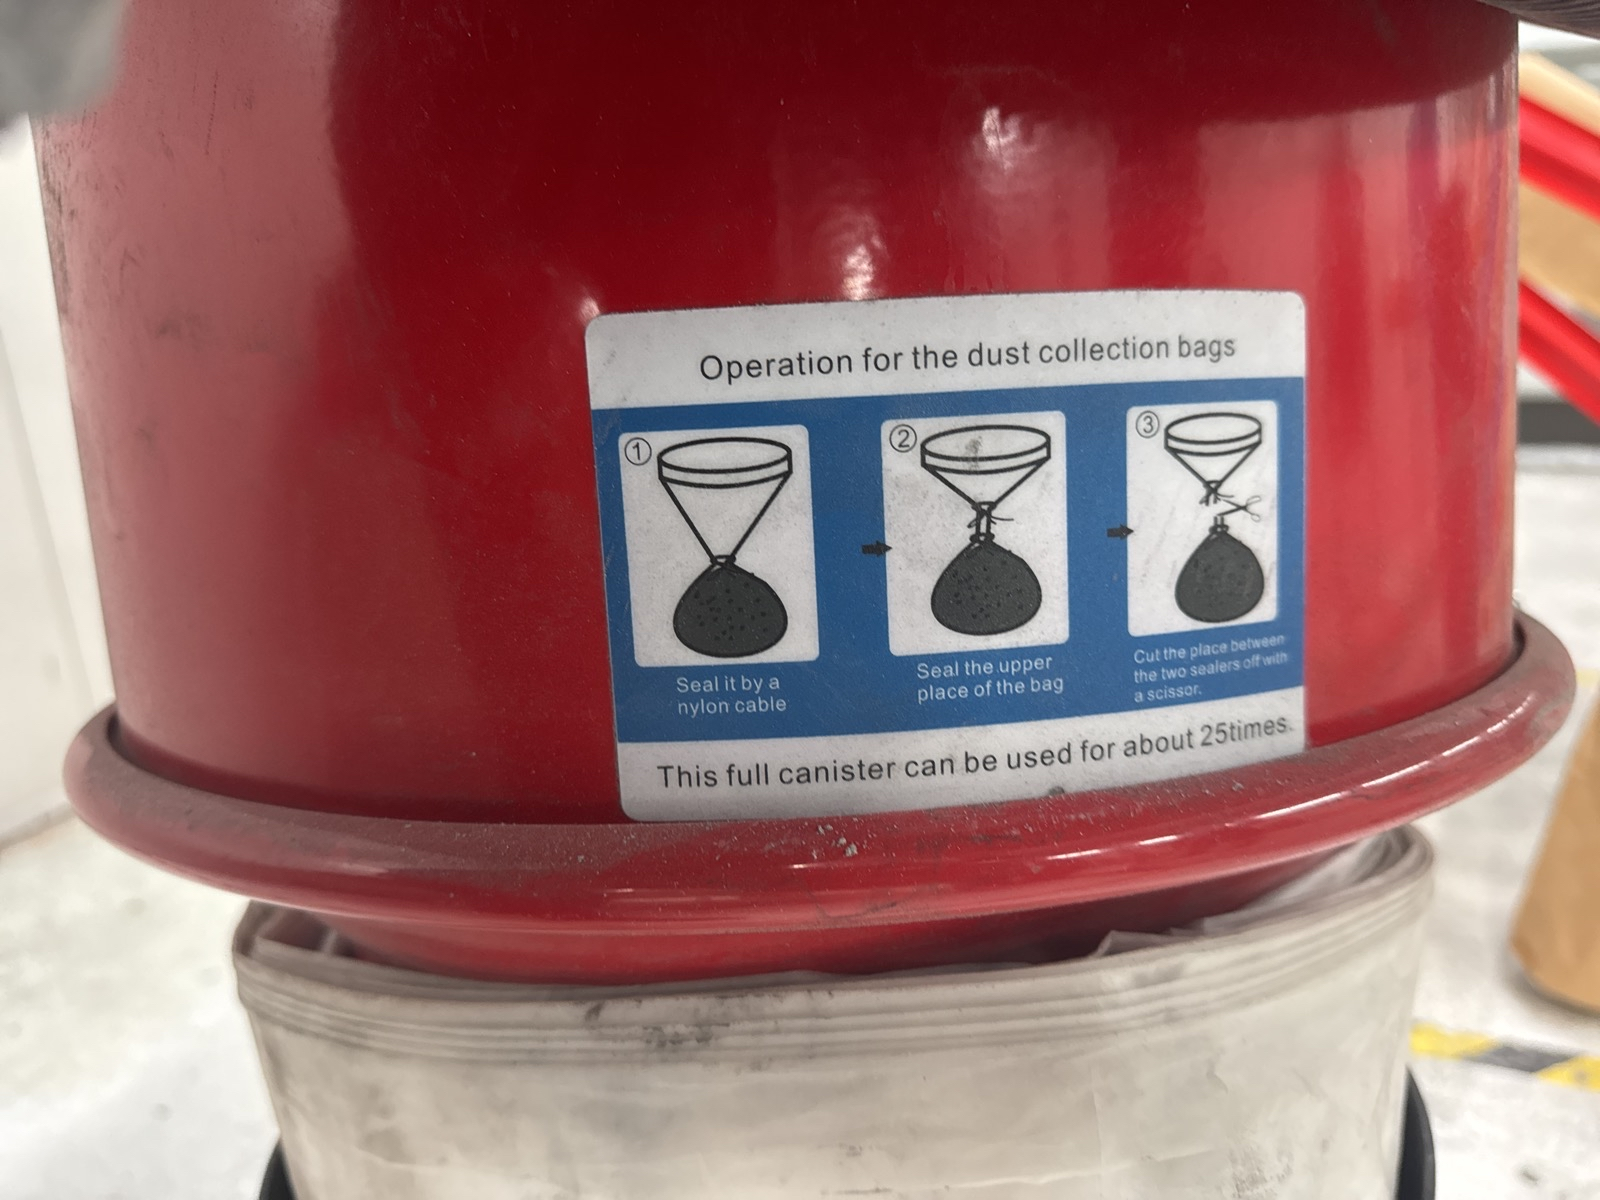 Operation for the dust collection bags
1
2
3
Seal it by a
nylon cable
Seal the upper
place of the bag
Cut the place between
the two sealers off with
a scissor.
This full canister can be used for about 25times.